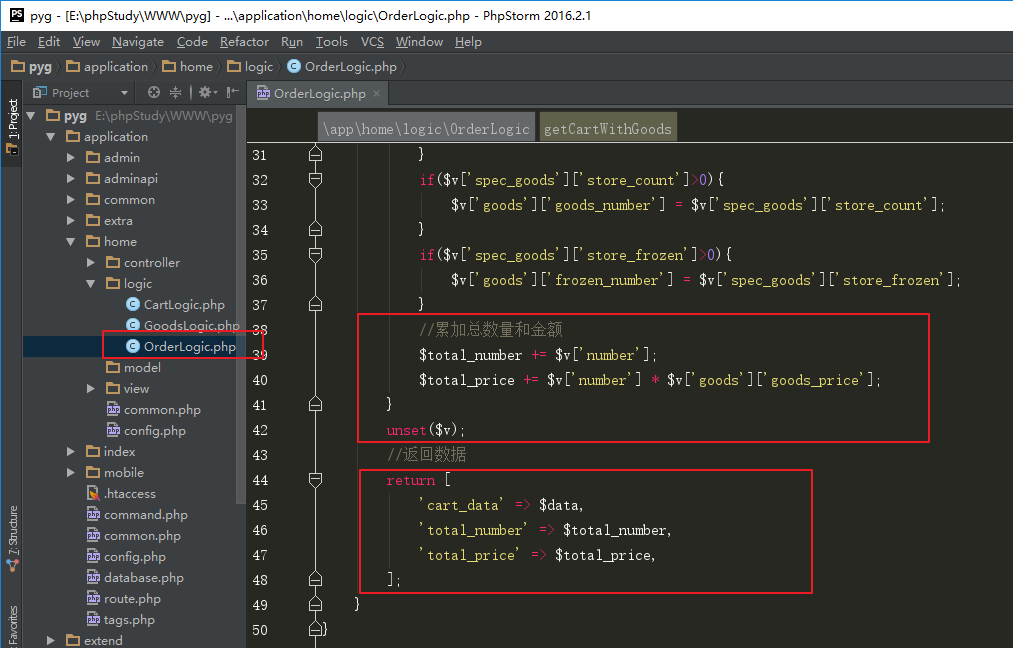 PS pyg - [E:\phpStudy\WWW\pyg] - ...\application\home\logic\OrderLogic.php - PhpStorm 2016.2.1
File Edit View Navigate Code Refactor Run Tools VCS Window Help
pyg application home logic OrderLogic.php
Project
OrderLogic.php
1: Project
7: Structure
Favorites
pyg E:\phpStudy\WWW\pyg
application
admin
adminapi
common
extra
home
controller
logic
CartLogic.php
GoodsLogic.php
OrderLogic.php
model
view
common.php
config.php
index
mobile
.htaccess
command.php
common.php
config.php
database.php
route.php
tags.php
extend
\app\home\logic\OrderLogic getCartWithGoods
31 }
32 if($v['spec_goods']['store_count']>0){
33 $v['goods']['goods_number'] = $v['spec_goods']['store_count'];
34 }
35 if($v['spec_goods']['store_frozen']>0){
36 $v['goods']['frozen_number'] = $v['spec_goods']['store_frozen'];
37 }
38 //累加总数量和金额
39 $total_number += $v['number'];
40 $total_price += $v['number'] * $v['goods']['goods_price'];
41 }
42 unset($v);
43 //返回数据
44 return [
45 'cart_data' => $data,
46 'total_number' => $total_number,
47 'total_price' => $total_price,
48 ];
49 }
50 }